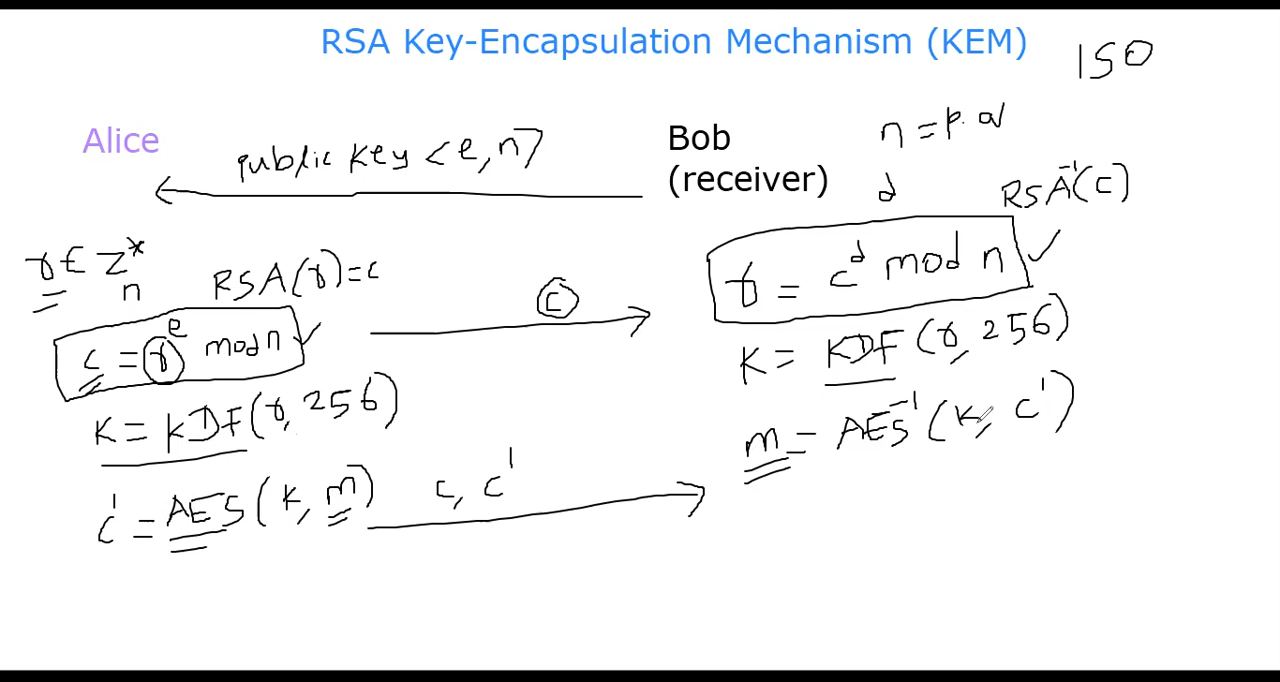 RSA Key-Encapsulation Mechanism (KEM)
ISO
Alice
public key <e, n>
Bob
(receiver)
n = p.q
d
RSA⁻¹(c)
r ∈ Z*n
RSA(r)=c
c = r^e mod n
c
r = c^d mod n
K = KDF(r, 256)
K = KDF(r, 256)
c' = AES(K, m)
c, c'
m = AES⁻¹(K, c')